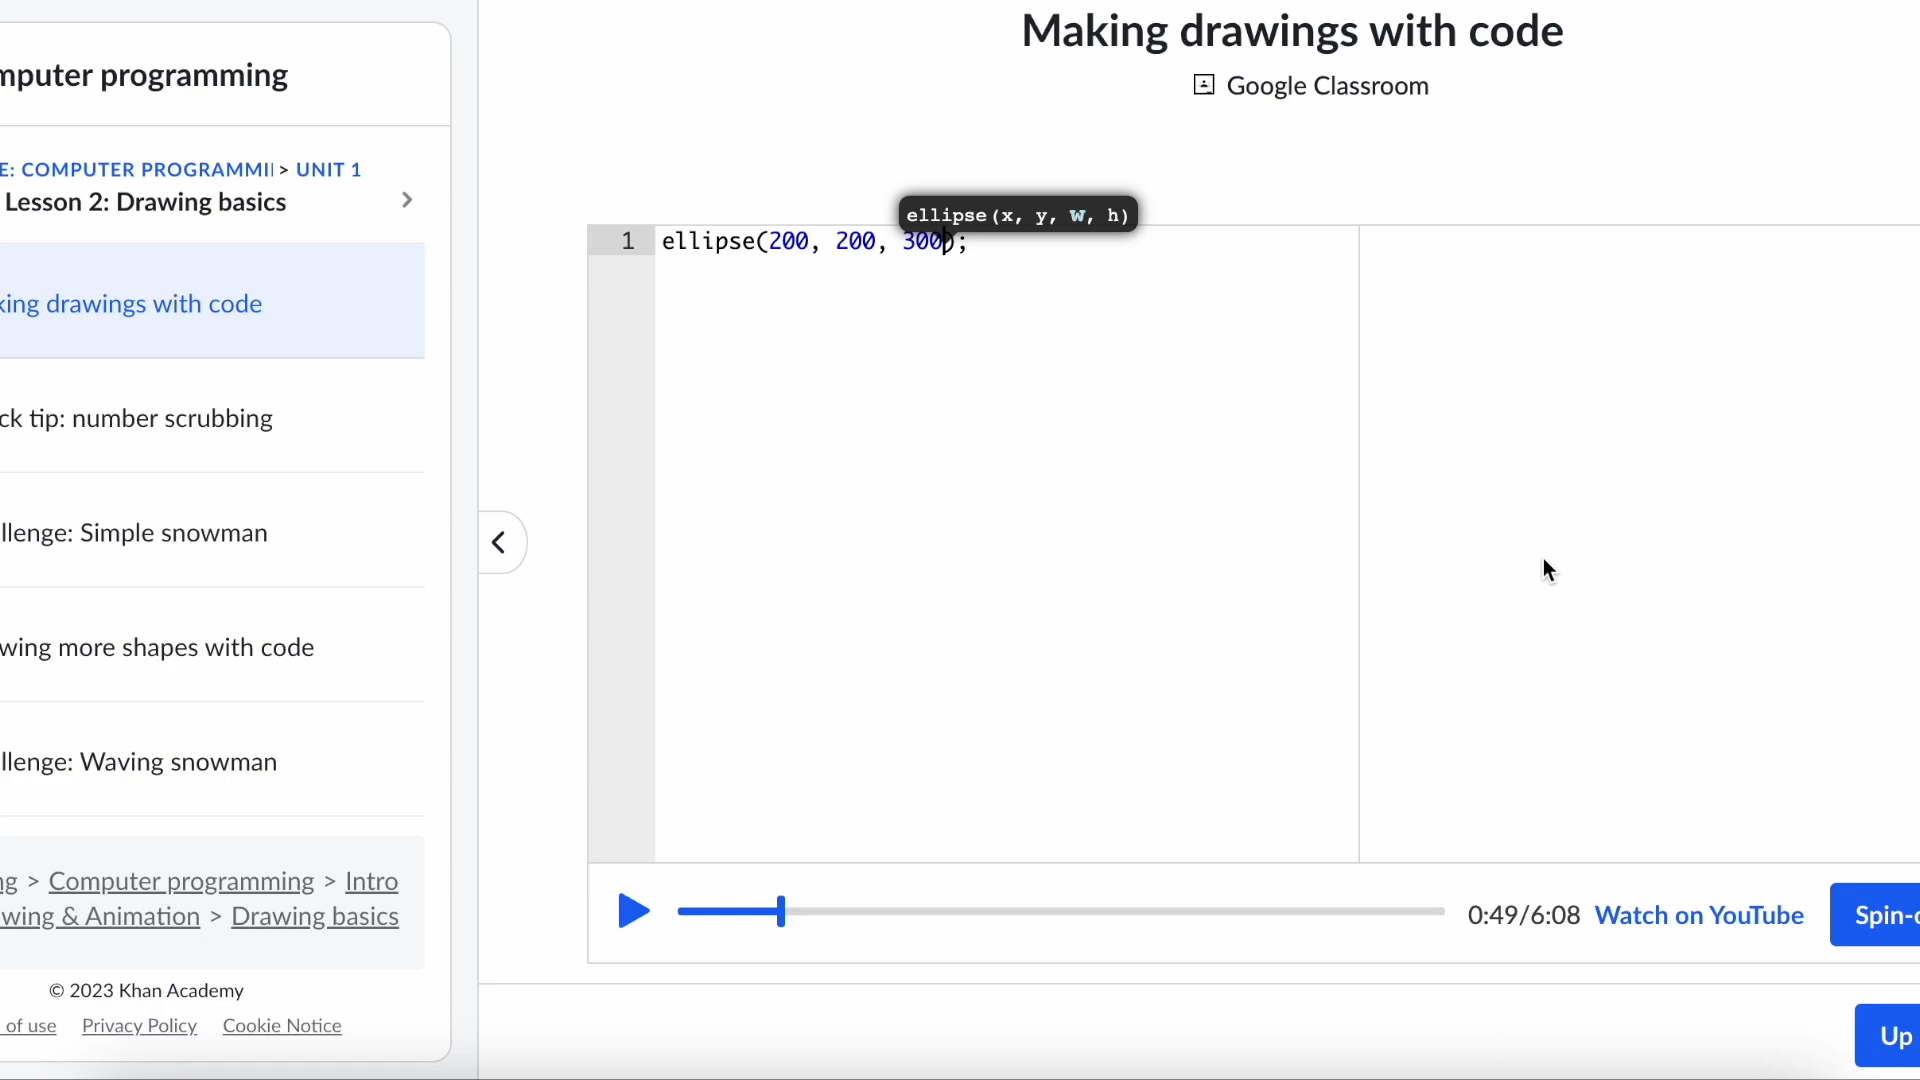 Making drawings with code
Google Classroom
mputer programming
E: COMPUTER PROGRAMMII > UNIT 1
Lesson 2: Drawing basics
king drawings with code
ck tip: number scrubbing
llenge: Simple snowman
wing more shapes with code
llenge: Waving snowman
ng > Computer programming > Intro
wing & Animation > Drawing basics
© 2023 Khan Academy
of use Privacy Policy Cookie Notice
ellipse(x, y, w, h)
1 ellipse(200, 200, 300);
0:49/6:08 Watch on YouTube Spin-o
Up